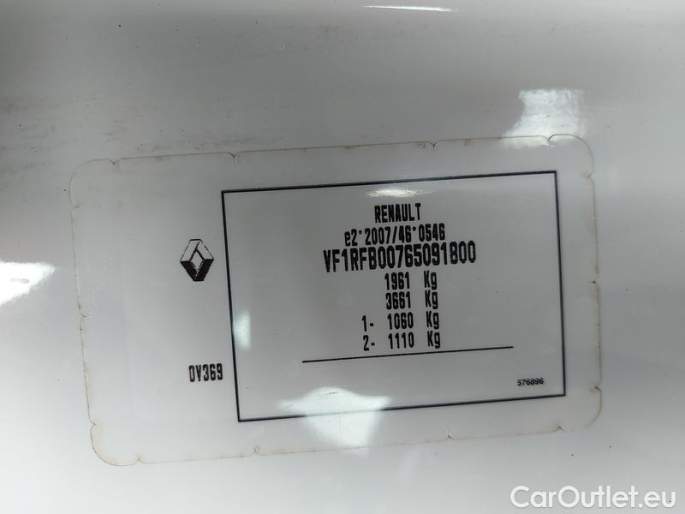 RENAULT
e2*2007/46*0546
VF1RFB00765091800
1961 Kg
3661 Kg
1- 1060 Kg
2- 1110 Kg
0V369
576896
CarOutlet.eu